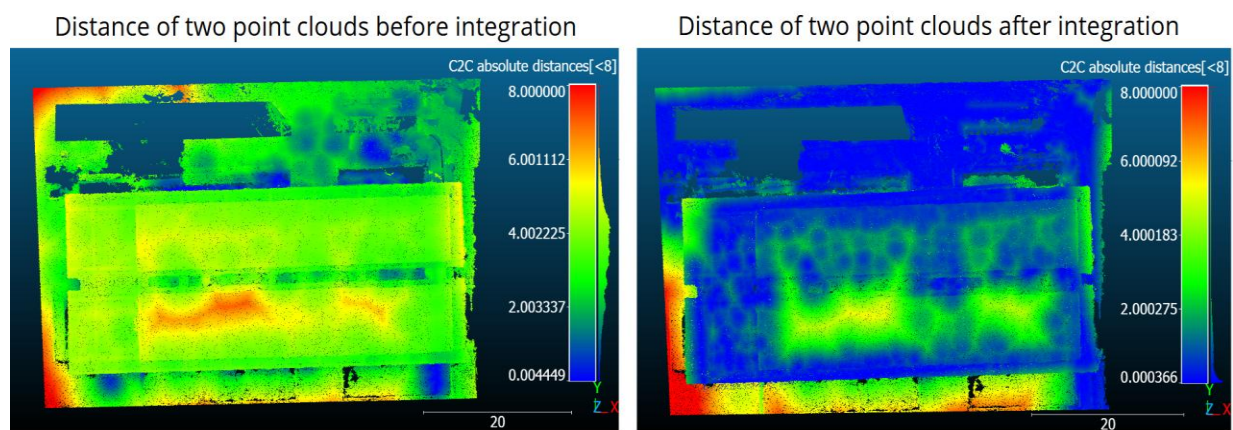 Distance of two point clouds before integration
C2C absolute distances[<8]
8.000000
6.001112
4.002225
2.003337
0.004449
Y
Z X
20
Distance of two point clouds after integration
C2C absolute distances[<8]
8.000000
6.000092
4.000183
2.000275
0.000366
Y
Z X
20